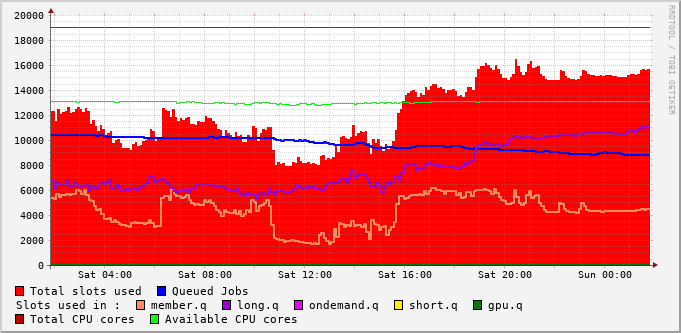 20000
18000
16000
14000
12000
10000
8000
6000
4000
2000
0
Sat 04:00 Sat 08:00 Sat 12:00 Sat 16:00 Sat 20:00 Sun 00:00
RRDTOOL / TOBI OETIKER
Total slots used Queued Jobs
Slots used in : member.q long.q ondemand.q short.q gpu.q
Total CPU cores Available CPU cores